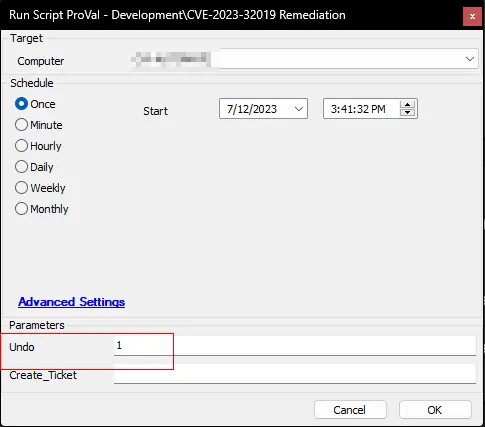 Run Script ProVal - Development\CVE-2023-32019 Remediation x
Target
Computer
Schedule
Once Start 7/12/2023 3:41:32 PM
Minute
Hourly
Daily
Weekly
Monthly
Advanced Settings
Parameters
Undo 1
Create_Ticket
Cancel OK